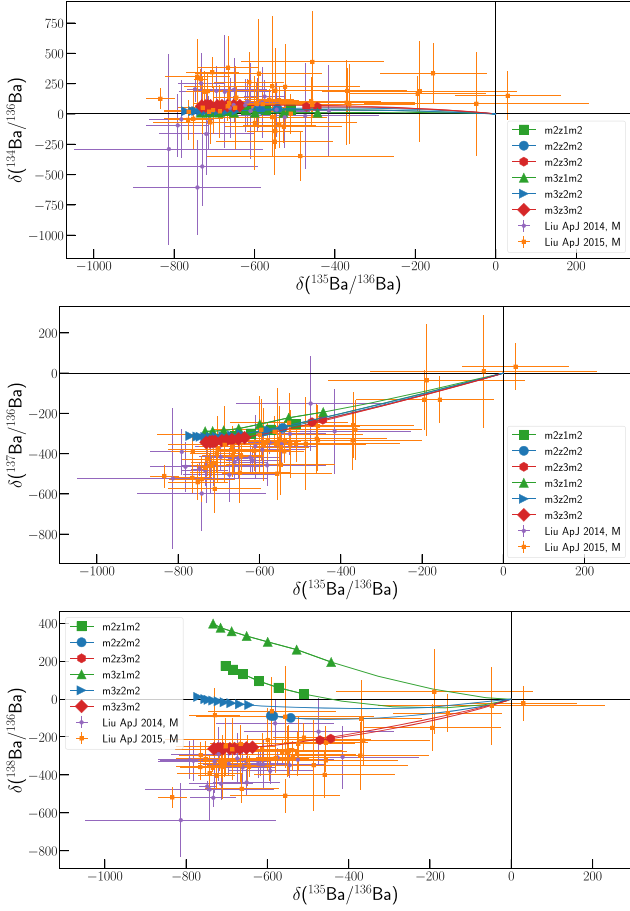 750
500
250
0
−250
−500
−750
−1000
δ(¹³⁴Ba/¹³⁶Ba)
m2z1m2
m2z2m2
m2z3m2
m3z1m2
m3z2m2
m3z3m2
Liu ApJ 2014, M
Liu ApJ 2015, M
−1000 −800 −600 −400 −200 0 200
δ(¹³⁵Ba/¹³⁶Ba)
200
0
−200
−400
−600
−800
δ(¹³⁷Ba/¹³⁶Ba)
m2z1m2
m2z2m2
m2z3m2
m3z1m2
m3z2m2
m3z3m2
Liu ApJ 2014, M
Liu ApJ 2015, M
−1000 −800 −600 −400 −200 0 200
δ(¹³⁵Ba/¹³⁶Ba)
400
200
0
−200
−400
−600
−800
δ(¹³⁸Ba/¹³⁶Ba)
m2z1m2
m2z2m2
m2z3m2
m3z1m2
m3z2m2
m3z3m2
Liu ApJ 2014, M
Liu ApJ 2015, M
−1000 −800 −600 −400 −200 0 200
δ(¹³⁵Ba/¹³⁶Ba)